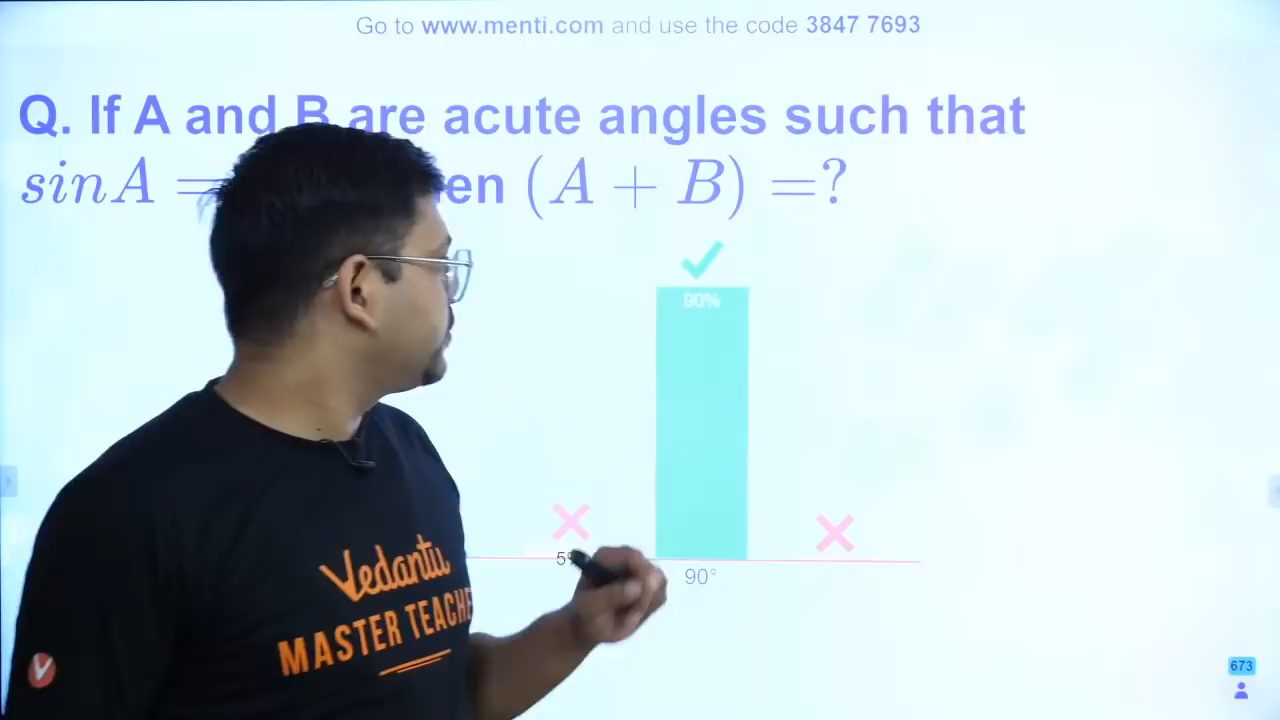 Go to www.menti.com and use the code 3847 7693
Q. If A and B are acute angles such that
sinA = (A + B) =?
90%
90°
Vedantu
MASTER TEACHE
673